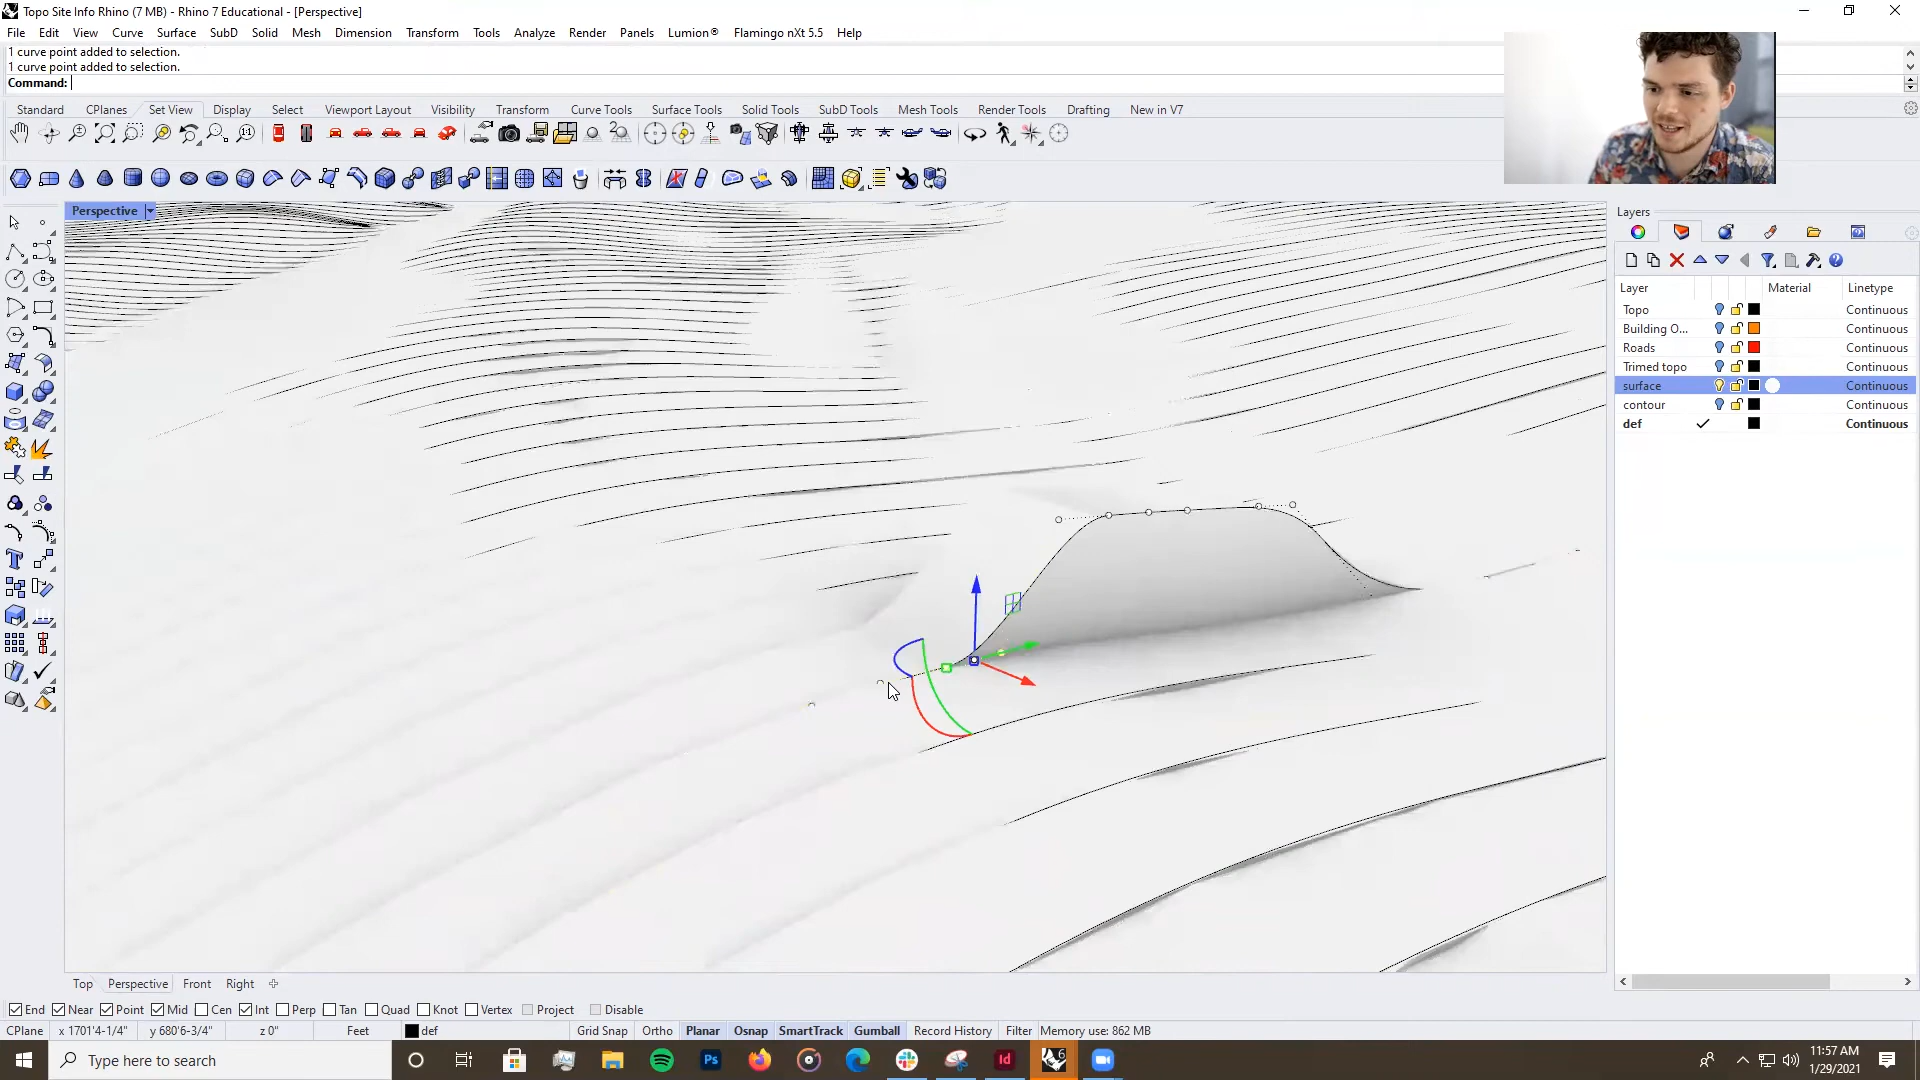 Topo Site Info Rhino (7 MB) - Rhino 7 Educational - [Perspective]
File Edit View Curve Surface SubD Solid Mesh Dimension Transform Tools Analyze Render Panels Lumion® Flamingo nXt 5.5 Help
1 curve point added to selection.
1 curve point added to selection.
Command:
Standard CPlanes Set View Display Select Viewport Layout Visibility Transform Curve Tools Surface Tools Solid Tools SubD Tools Mesh Tools Render Tools Drafting New in V7
Perspective
Layers
Layer Material Linetype
Topo Continuous
Building O... Continuous
Roads Continuous
Trimed topo Continuous
surface Continuous
contour Continuous
def Continuous
Top Perspective Front Right
End Near Point Mid Cen Int Perp Tan Quad Knot Vertex Project Disable
CPlane x 1701'4-1/4" y 680'6-3/4" z 0" Feet def Grid Snap Ortho Planar Osnap SmartTrack Gumball Record History Filter Memory use: 862 MB
Type here to search
Ps
Id
6
11:57 AM
1/29/2021